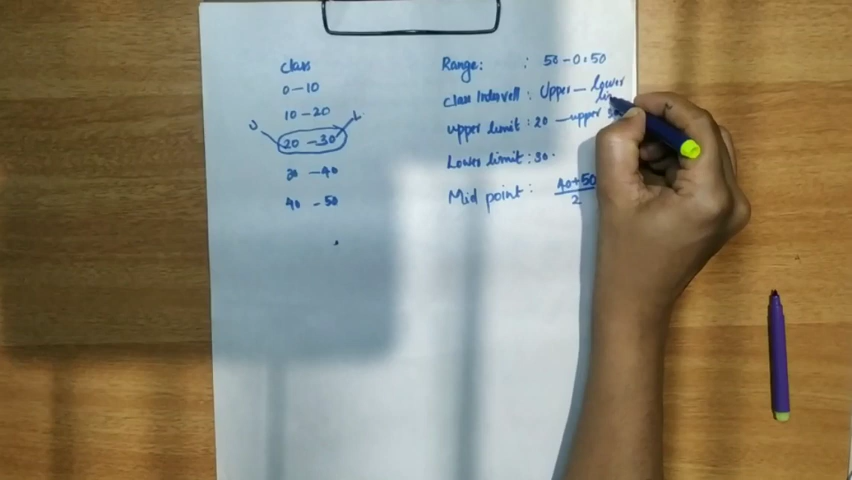 Class
0 - 10
10 - 20
U L
20 - 30
30 - 40
40 - 50
Range: : 50 - 0 = 50
Class Intervell : Upper - Lower
upper limit : 20 - upper
Lower limit : 30.
Mid point : 40+50
2